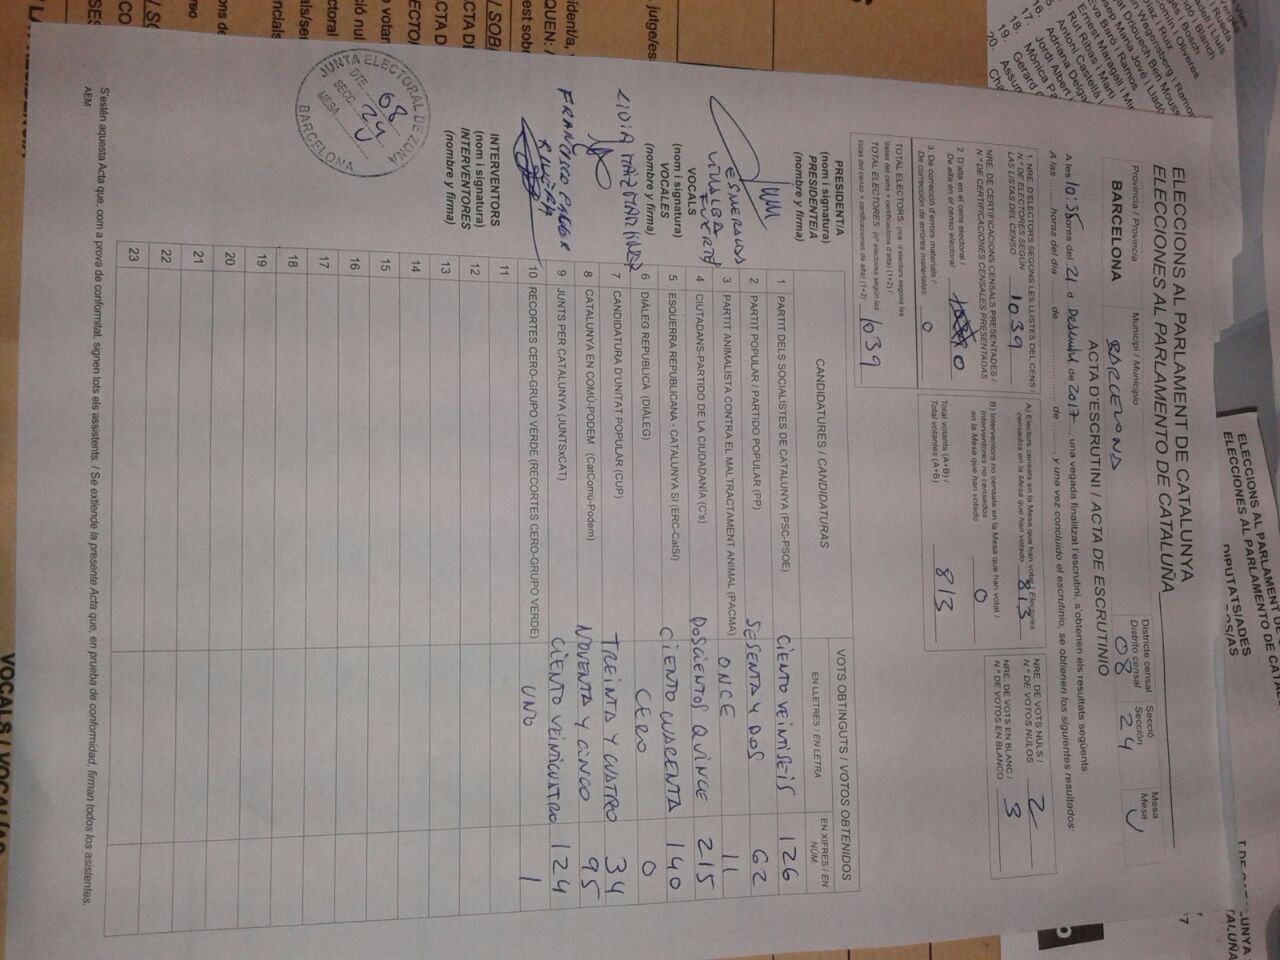 ELECCIONS AL PARLAMENT DE CATALUNYA
ELECCIONES AL PARLAMENTO DE CATALUÑA
Província / Provincia
BARCELONA
Municipi / Municipio
BARCELONA
Districte censal
Distrito censal
08
Secció
Sección
24
Mesa
Mesa
U
ACTA D'ESCRUTINI / ACTA DE ESCRUTINIO
A les 10:35 hores del 21 d Desembre de 2017, una vegada finalitzat l'escrutini, s'obtenen els resultats següents
A las ......... horas del día ......... de ......................... de ......... y una vez concluido el escrutinio, se obtienen los siguientes resultados:
1. NRE D'ELECTORS SEGONS LES LLISTES DEL CENS /
N.º DE ELECTORES SEGÚN
LAS LISTAS DEL CENSO
1039
NRE. DE CERTIFICACIONS CENSALS PRESENTADES /
N.º DE CERTIFICACIONES CENSALES PRESENTADAS
2. D'alta en el cens electoral /
De alta en el censo electoral
0
3. De correcció d'errors materials /
De corrección de errores materiales:
0
TOTAL ELECTORS (nre. d'electors segons les
llistes del cens + certificacions d'alta) (1+2) /
TOTAL ELECTORES (nº electores según las
listas del censo + certificaciones de alta) (1+2)
1039
A) Electors censats en la Mesa que han votat / Electores
censados en la Mesa que han votado
813
B) Interventors no censats en la Mesa que han votat /
Interventores no censados
en la Mesa que han votado
0
Total votants (A+B) /
Total votantes (A+B)
813
NRE. DE VOTS NULS /
N.º DE VOTOS NULOS
2
NRE. DE VOTS EN BLANC /
N.º DE VOTOS EN BLANCO
3
CANDIDATURES / CANDIDATURAS
VOTS OBTINGUTS / VOTOS OBTENIDOS
EN LLETRES / EN LETRA
EN XIFRES / EN NÚM.
1 PARTIT DELS SOCIALISTES DE CATALUNYA (PSC-PSOE) CIENTO VEINTISEIS 126
2 PARTIT POPULAR / PARTIDO POPULAR (PP) SESENTA Y DOS 62
3 PARTIT ANIMALISTA CONTRA EL MALTRACTAMENT ANIMAL (PACMA) ONCE 11
4 CIUTADANS-PARTIDO DE LA CIUDADANÍA (C's) DOSCIENTOS QUINCE 215
5 ESQUERRA REPUBLICANA - CATALUNYA SI (ERC-CatSI) CIENTO CUARENTA 140
6 DIÀLEG REPUBLICA (DIÀLEG) CERO 0
7 CANDIDATURA D'UNITAT POPULAR (CUP) TREINTA Y CUATRO 34
8 CATALUNYA EN COMÚ-PODEM (CatComú-Podem) NOVENTA Y CINCO 95
9 JUNTS PER CATALUNYA (JUNTSxCAT) CIENTO VEINTICUATRO 124
10 RECORTES CERO-GRUPO VERDE (RECORTES CERO-GRUPO VERDE) UNO 1
11
12
13
14
15
16
17
18
19
20
21
22
23
PRESIDÈNCIA
(nom i signatura)
PRESIDENTE/A
(nombre y firma)
ESMERALDA
VILLALBA
FUERTES
VOCALS
(nom i signatura)
VOCALES
(nombre y firma)
LIDIA MARTINEZ
FRANCISCO
INTERVENTORS
(nom i signatura)
INTERVENTORES
(nombre y firma)
JUNTA ELECTORAL DE ZONA
DTE. 08
SECC. 24
MESA U
BARCELONA
S'estén aquesta Acta que, com a prova de conformitat, signen tots els assistents / Se extiende la presente Acta que, en prueba de conformidad, firman todos los asistentes.
AEM